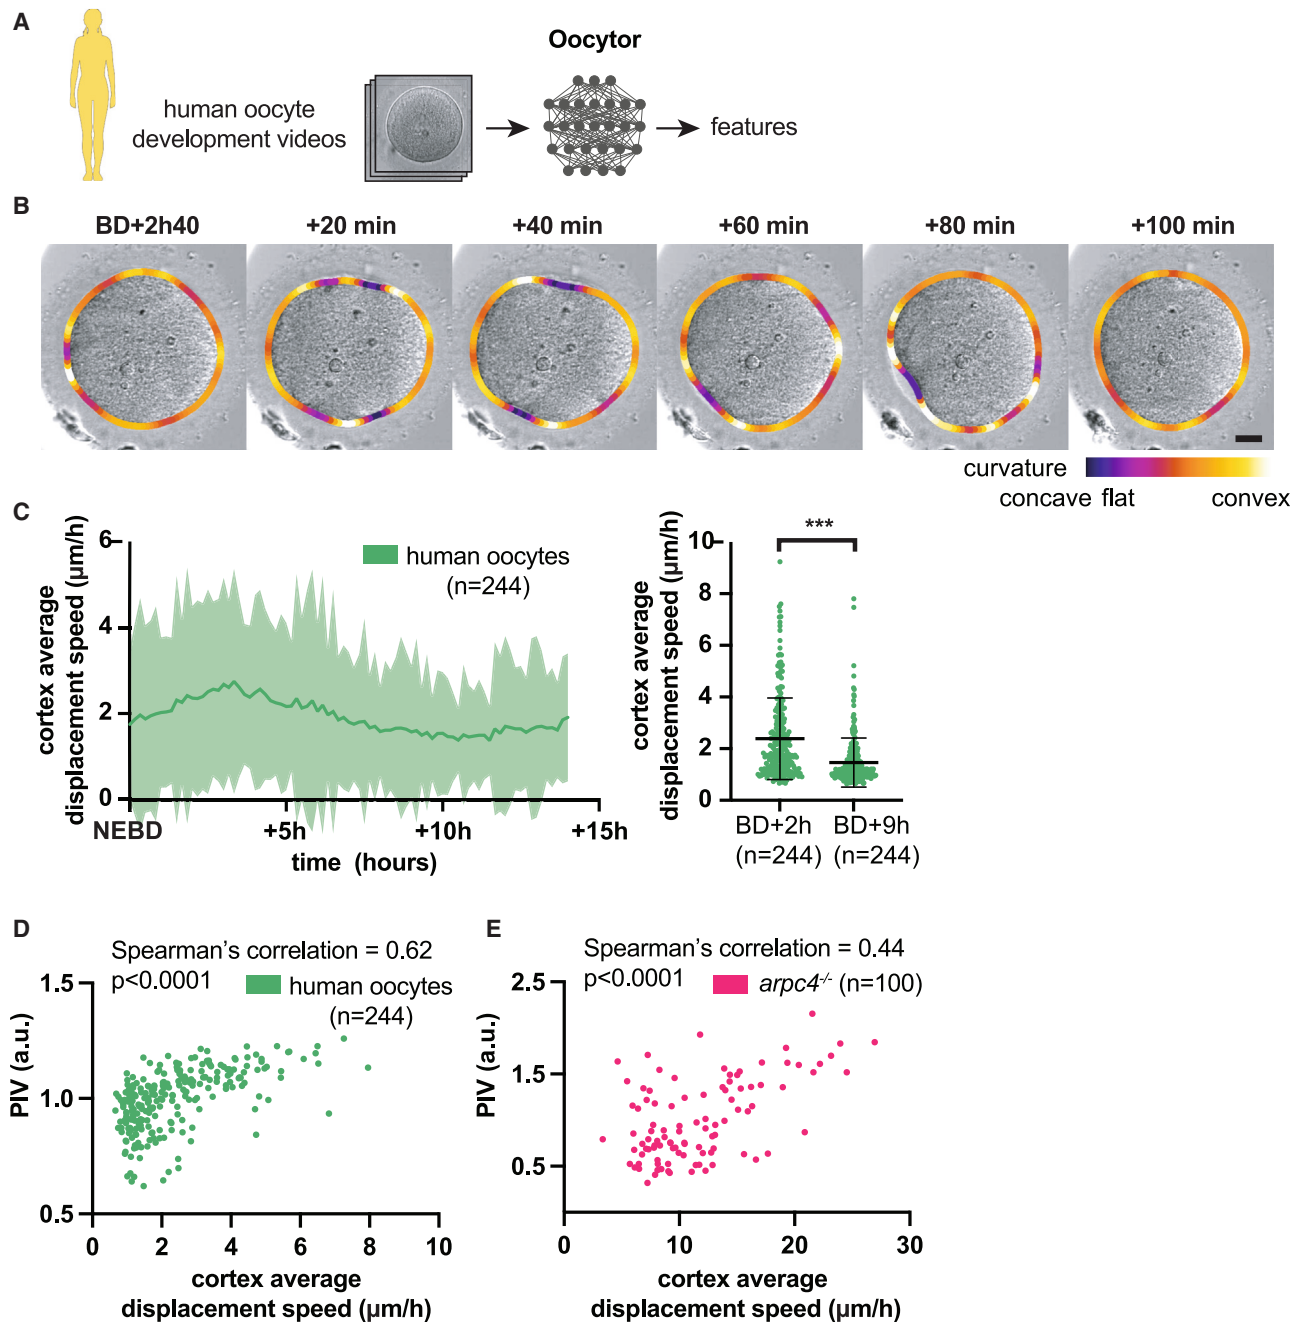 A
Oocytor
human oocyte
development videos
features
B
BD+2h40
+20 min
+40 min
+60 min
+80 min
+100 min
curvature
concave flat
convex
C
cortex average
displacement speed (µm/h)
6
4
2
0
human oocytes
(n=244)
NEBD
+5h
+10h
+15h
time (hours)
cortex average
displacement speed (µm/h)
10
8
6
4
2
0
***
BD+2h
(n=244)
BD+9h
(n=244)
D
Spearman's correlation = 0.62
p<0.0001
human oocytes
(n=244)
PIV (a.u.)
1.5
1.0
0.5
0
2
4
6
8
10
cortex average
displacement speed (µm/h)
E
Spearman's correlation = 0.44
p<0.0001
arpc4-/- (n=100)
PIV (a.u.)
2.5
1.5
0.5
0
10
20
30
cortex average
displacement speed (µm/h)